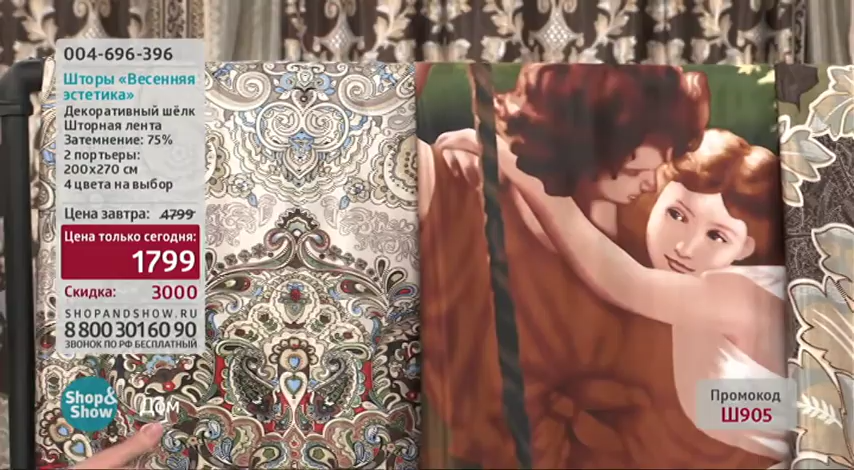 004-696-396
Шторы «Весенняя
эстетика»
Декоративный шёлк
Шторная лента
Затемнение: 75%
2 портьеры:
200х270 см
4 цвета на выбор
Цена завтра: 4799
Цена только сегодня:
1799
Скидка: 3000
SHOPANDSHOW.RU
8 800 301 60 90
ЗВОНОК ПО РФ БЕСПЛАТНЫЙ
Shop&
Show
Дом
Промокод
Ш905